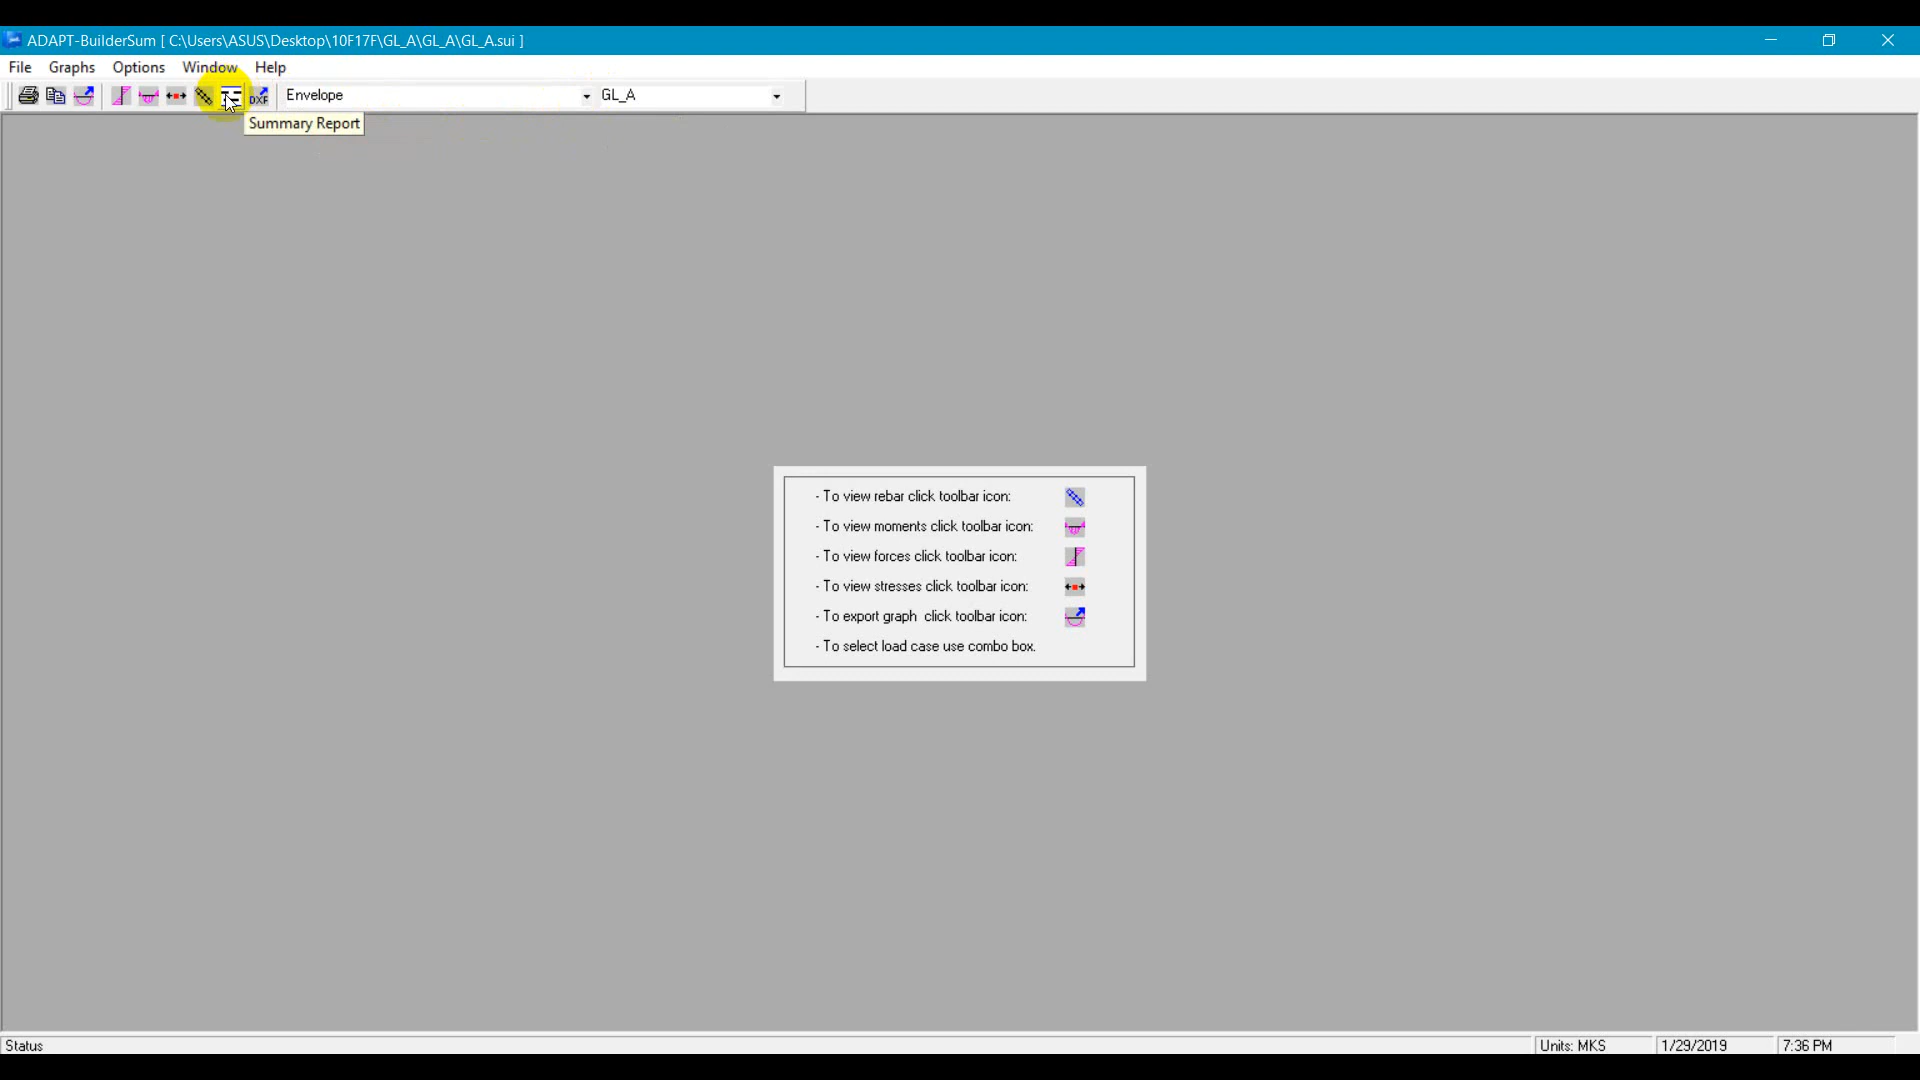 ADAPT-BuilderSum [ C:\Users\ASUS\Desktop\10F17F\GL_A\GL_A\GL_A.sui ]
File Graphs Options Window Help
DXF Envelope GL_A
Summary Report
- To view rebar click toolbar icon:
- To view moments click toolbar icon:
- To view forces click toolbar icon:
- To view stresses click toolbar icon:
- To export graph click toolbar icon:
- To select load case use combo box.
Status Units: MKS 1/29/2019 7:36 PM